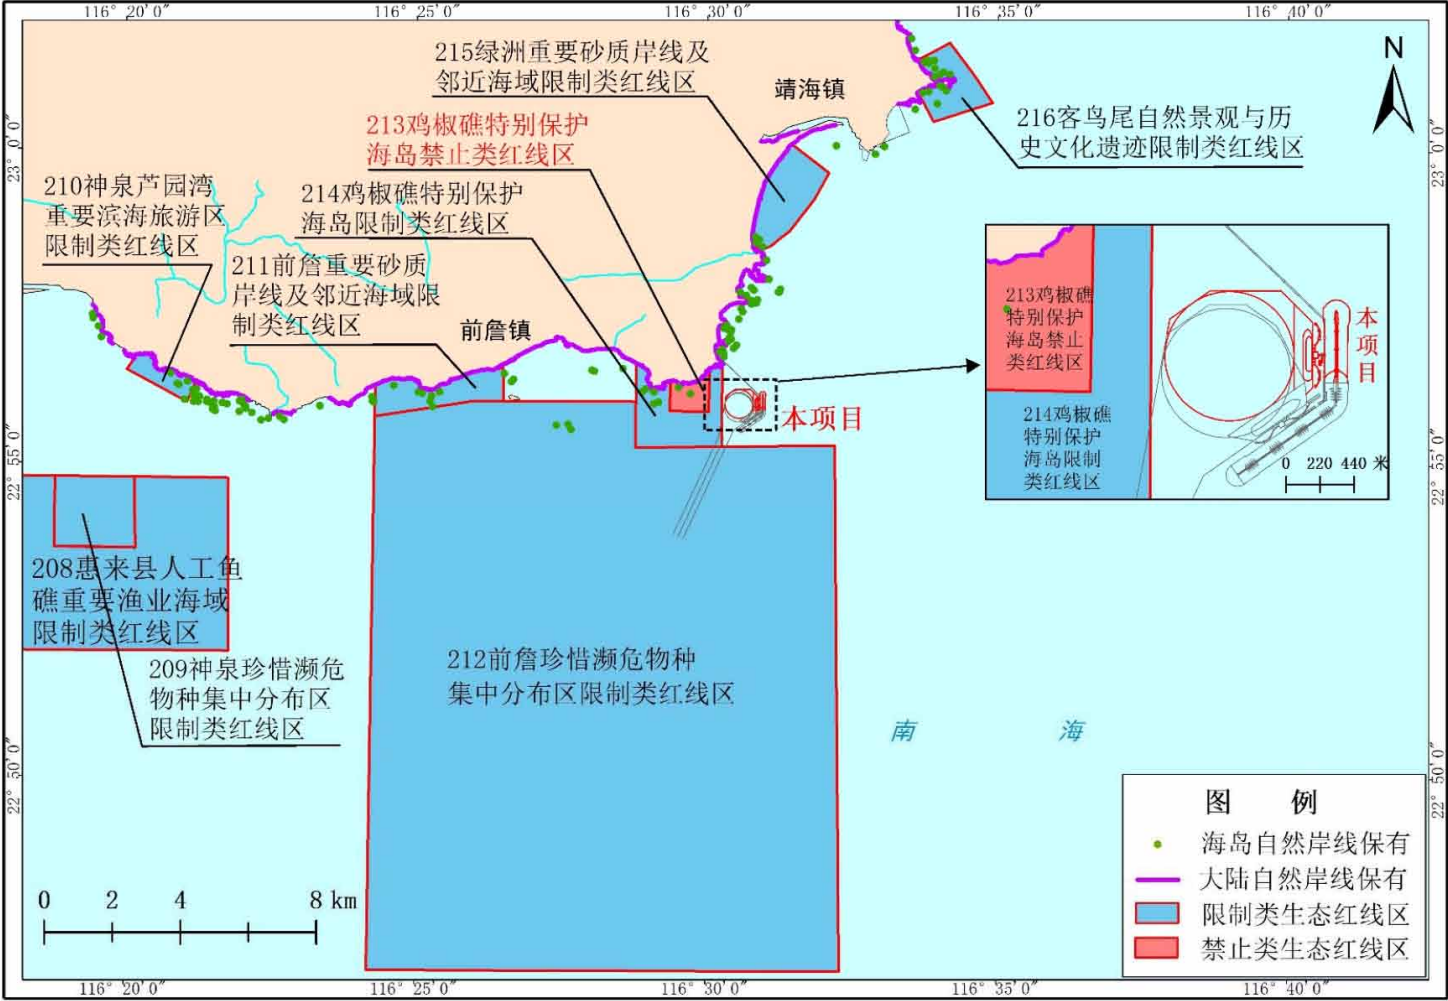 116° 20′0″
116° 25′0″
116° 30′0″
116° 35′0″
116° 40′0″
215绿洲重要砂质岸线及
邻近海域限制类红线区
靖海镇
N
213鸡椒礁特别保护
海岛禁止类红线区
216客鸟尾自然景观与历
史文化遗迹限制类红线区
23° 0′0″
23° 0′0″
210神泉芦园湾
重要滨海旅游区
限制类红线区
214鸡椒礁特别保护
海岛限制类红线区
211前詹重要砂质
岸线及邻近海域限
制类红线区
前詹镇
213鸡椒礁
特别保护
海岛禁止
类红线区
本项目
214鸡椒礁
特别保护
海岛限制
类红线区
0 220 440 米
本项目
22° 55′0″
22° 55′0″
208惠来县人工鱼
礁重要渔业海域
限制类红线区
209神泉珍惜濒危
物种集中分布区
限制类红线区
212前詹珍惜濒危物种
集中分布区限制类红线区
南 海
22° 50′0″
22° 50′0″
图 例
海岛自然岸线保有
大陆自然岸线保有
限制类生态红线区
禁止类生态红线区
0 2 4 8 km
116° 20′0″
116° 25′0″
116° 30′0″
116° 35′0″
116° 40′0″